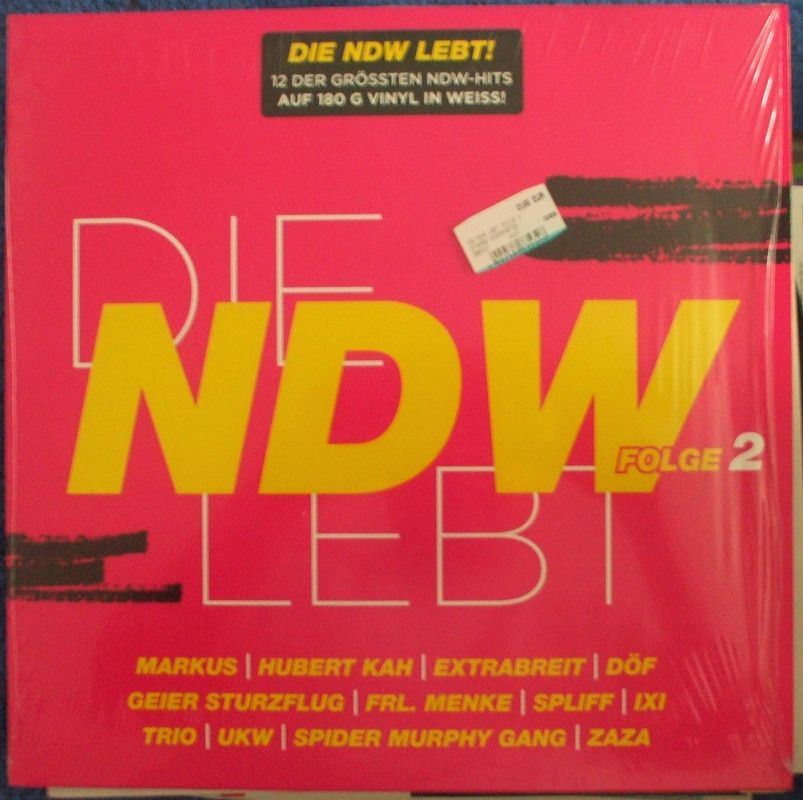 DIE NDW LEBT!
12 DER GRÖSSTEN NDW-HITS
AUF 180 G VINYL IN WEISS!
DIE
NDW
FOLGE 2
LEBT
MARKUS | HUBERT KAH | EXTRABREIT | DÖF
GEIER STURZFLUG | FRL. MENKE | SPLIFF | IXI
TRIO | UKW | SPIDER MURPHY GANG | ZAZA